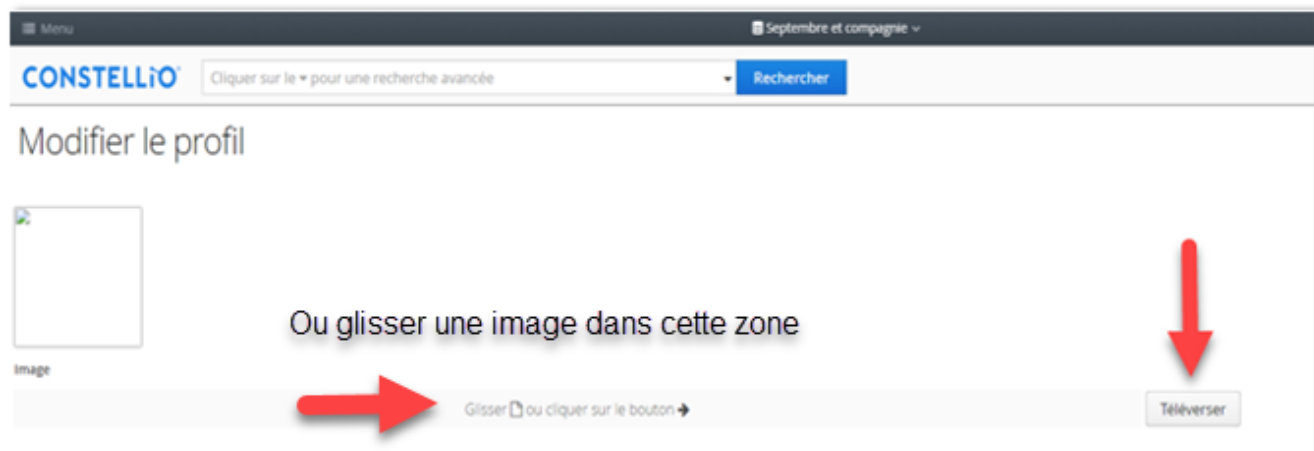 Menu
Septembre et compagnie
CONSTELLiO
Cliquer sur le pour une recherche avancée
Rechercher
Modifier le profil
Ou glisser une image dans cette zone
Image
Glisser ou cliquer sur le bouton
Téléverser